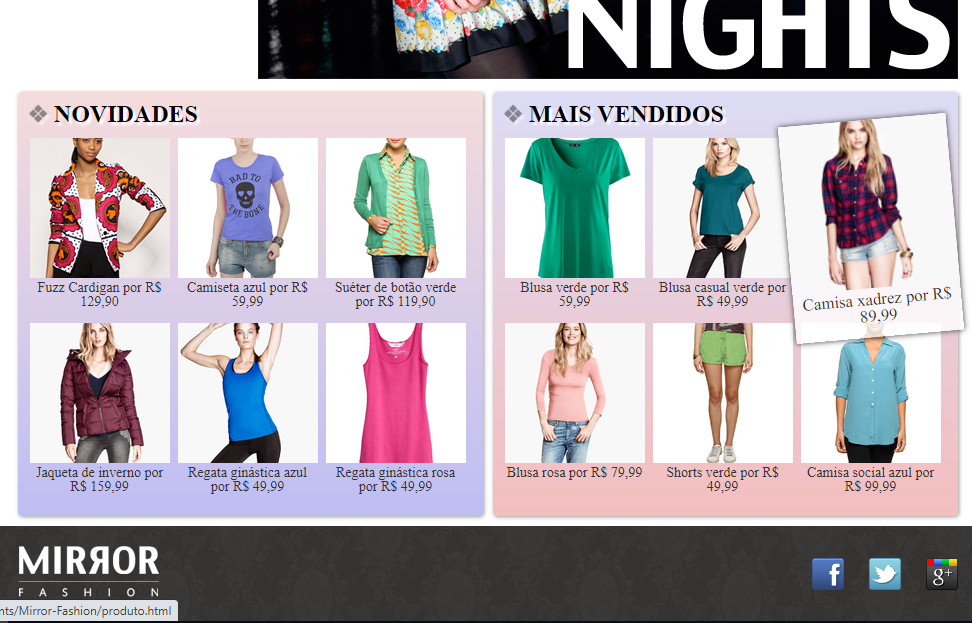 NIGHTS
❖ NOVIDADES
BAD TO
THE BONE
Fuzz Cardigan por R$
129,90
Camiseta azul por R$
59,99
Suéter de botão verde
por R$ 119,90
Jaqueta de inverno por
R$ 159,99
Regata ginástica azul
por R$ 49,99
Regata ginástica rosa
por R$ 49,99
❖ MAIS VENDIDOS
Blusa verde por R$
59,99
Blusa casual verde por
R$ 49,99
Camisa xadrez por R$
89,99
Blusa rosa por R$ 79,99
Shorts verde por R$
49,99
Camisa social azul por
R$ 99,99
MIRROR
FASHION
f
g+
nts/Mirror-Fashion/produto.html